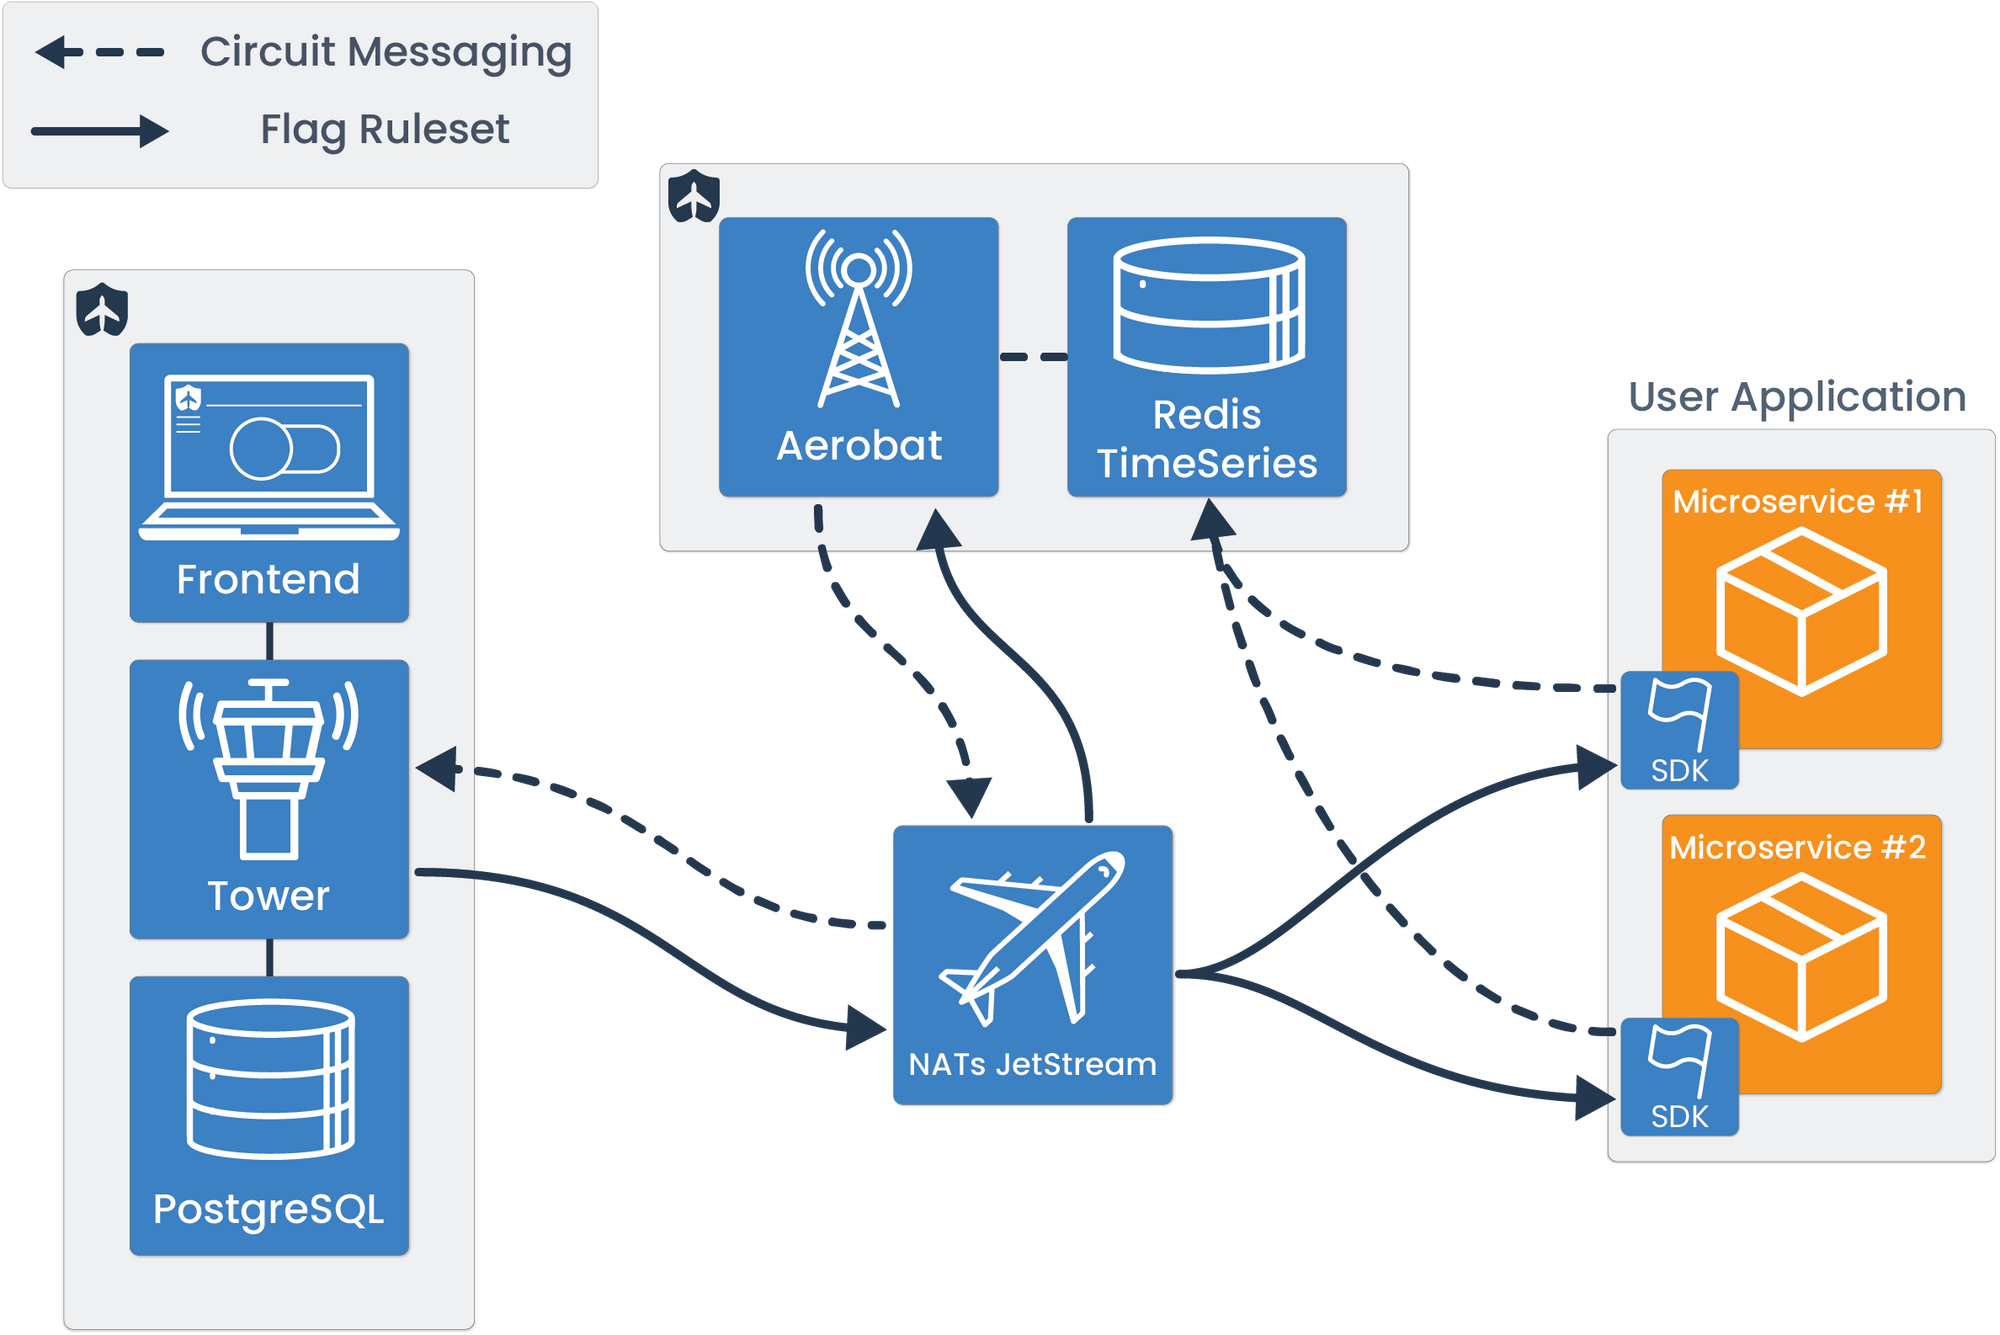 Circuit Messaging
Flag Ruleset
Frontend
Tower
PostgreSQL
Aerobat
Redis
TimeSeries
NATs JetStream
User Application
Microservice #1
SDK
Microservice #2
SDK